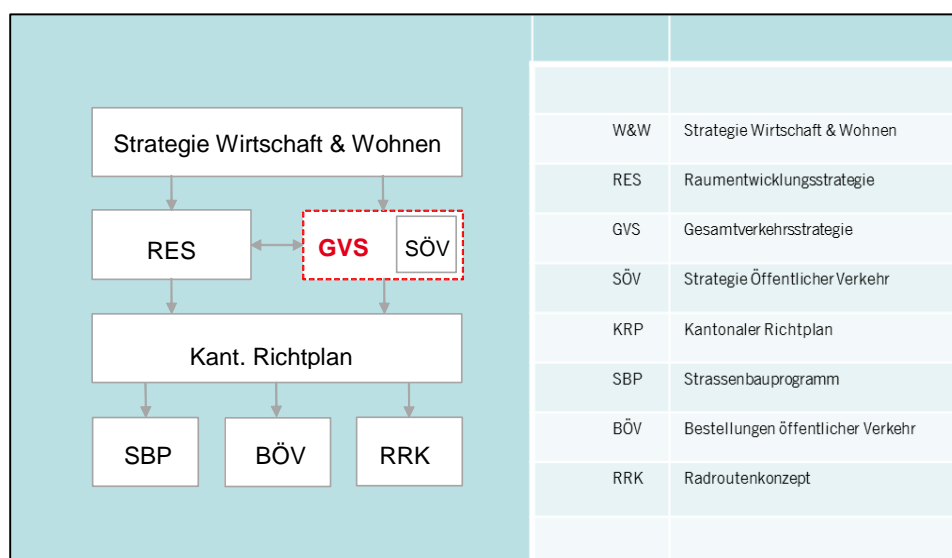 Strategie Wirtschaft & Wohnen
RES
GVS
SÖV
Kant. Richtplan
SBP
BÖV
RRK
W&W Strategie Wirtschaft & Wohnen
RES Raumentwicklungsstrategie
GVS Gesamtverkehrsstrategie
SÖV Strategie Öffentlicher Verkehr
KRP Kantonaler Richtplan
SBP Strassenbauprogramm
BÖV Bestellungen öffentlicher Verkehr
RRK Radroutenkonzept